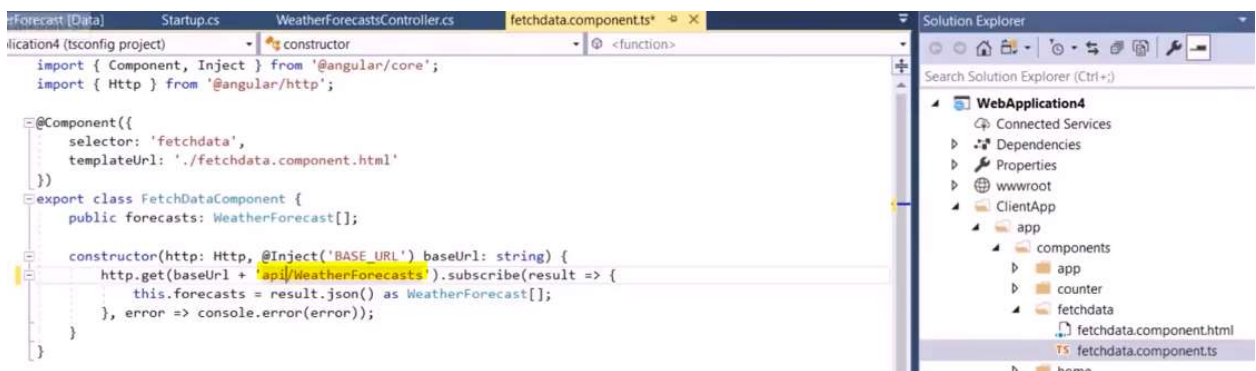 erForecast [Data] Startup.cs WeatherForecastsController.cs fetchdata.component.ts*
lication4 (tsconfig project) constructor <function>
import { Component, Inject } from '@angular/core';
import { Http } from '@angular/http';
@Component({
selector: 'fetchdata',
templateUrl: './fetchdata.component.html'
})
export class FetchDataComponent {
public forecasts: WeatherForecast[];
constructor(http: Http, @Inject('BASE_URL') baseUrl: string) {
http.get(baseUrl + 'api/WeatherForecasts').subscribe(result => {
this.forecasts = result.json() as WeatherForecast[];
}, error => console.error(error));
}
}
Solution Explorer
Search Solution Explorer (Ctrl+;)
WebApplication4
Connected Services
Dependencies
Properties
wwwroot
ClientApp
app
components
app
counter
fetchdata
fetchdata.component.html
TS fetchdata.component.ts
home